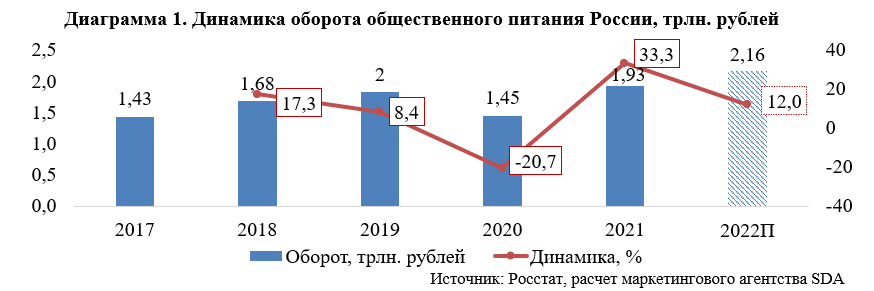 Диаграмма 1. Динамика оборота общественного питания России, трлн. рублей
2,5 40
2,0 20
1,5 0
1,0
0,5 -20
0,0 -40
1,43 1,68 2 1,45 1,93 2,16
17,3 8,4 -20,7 33,3 12,0
2017 2018 2019 2020 2021 2022П
Оборот, трлн. рублей Динамика, %
Источник: Росстат, расчет маркетингового агентства SDA